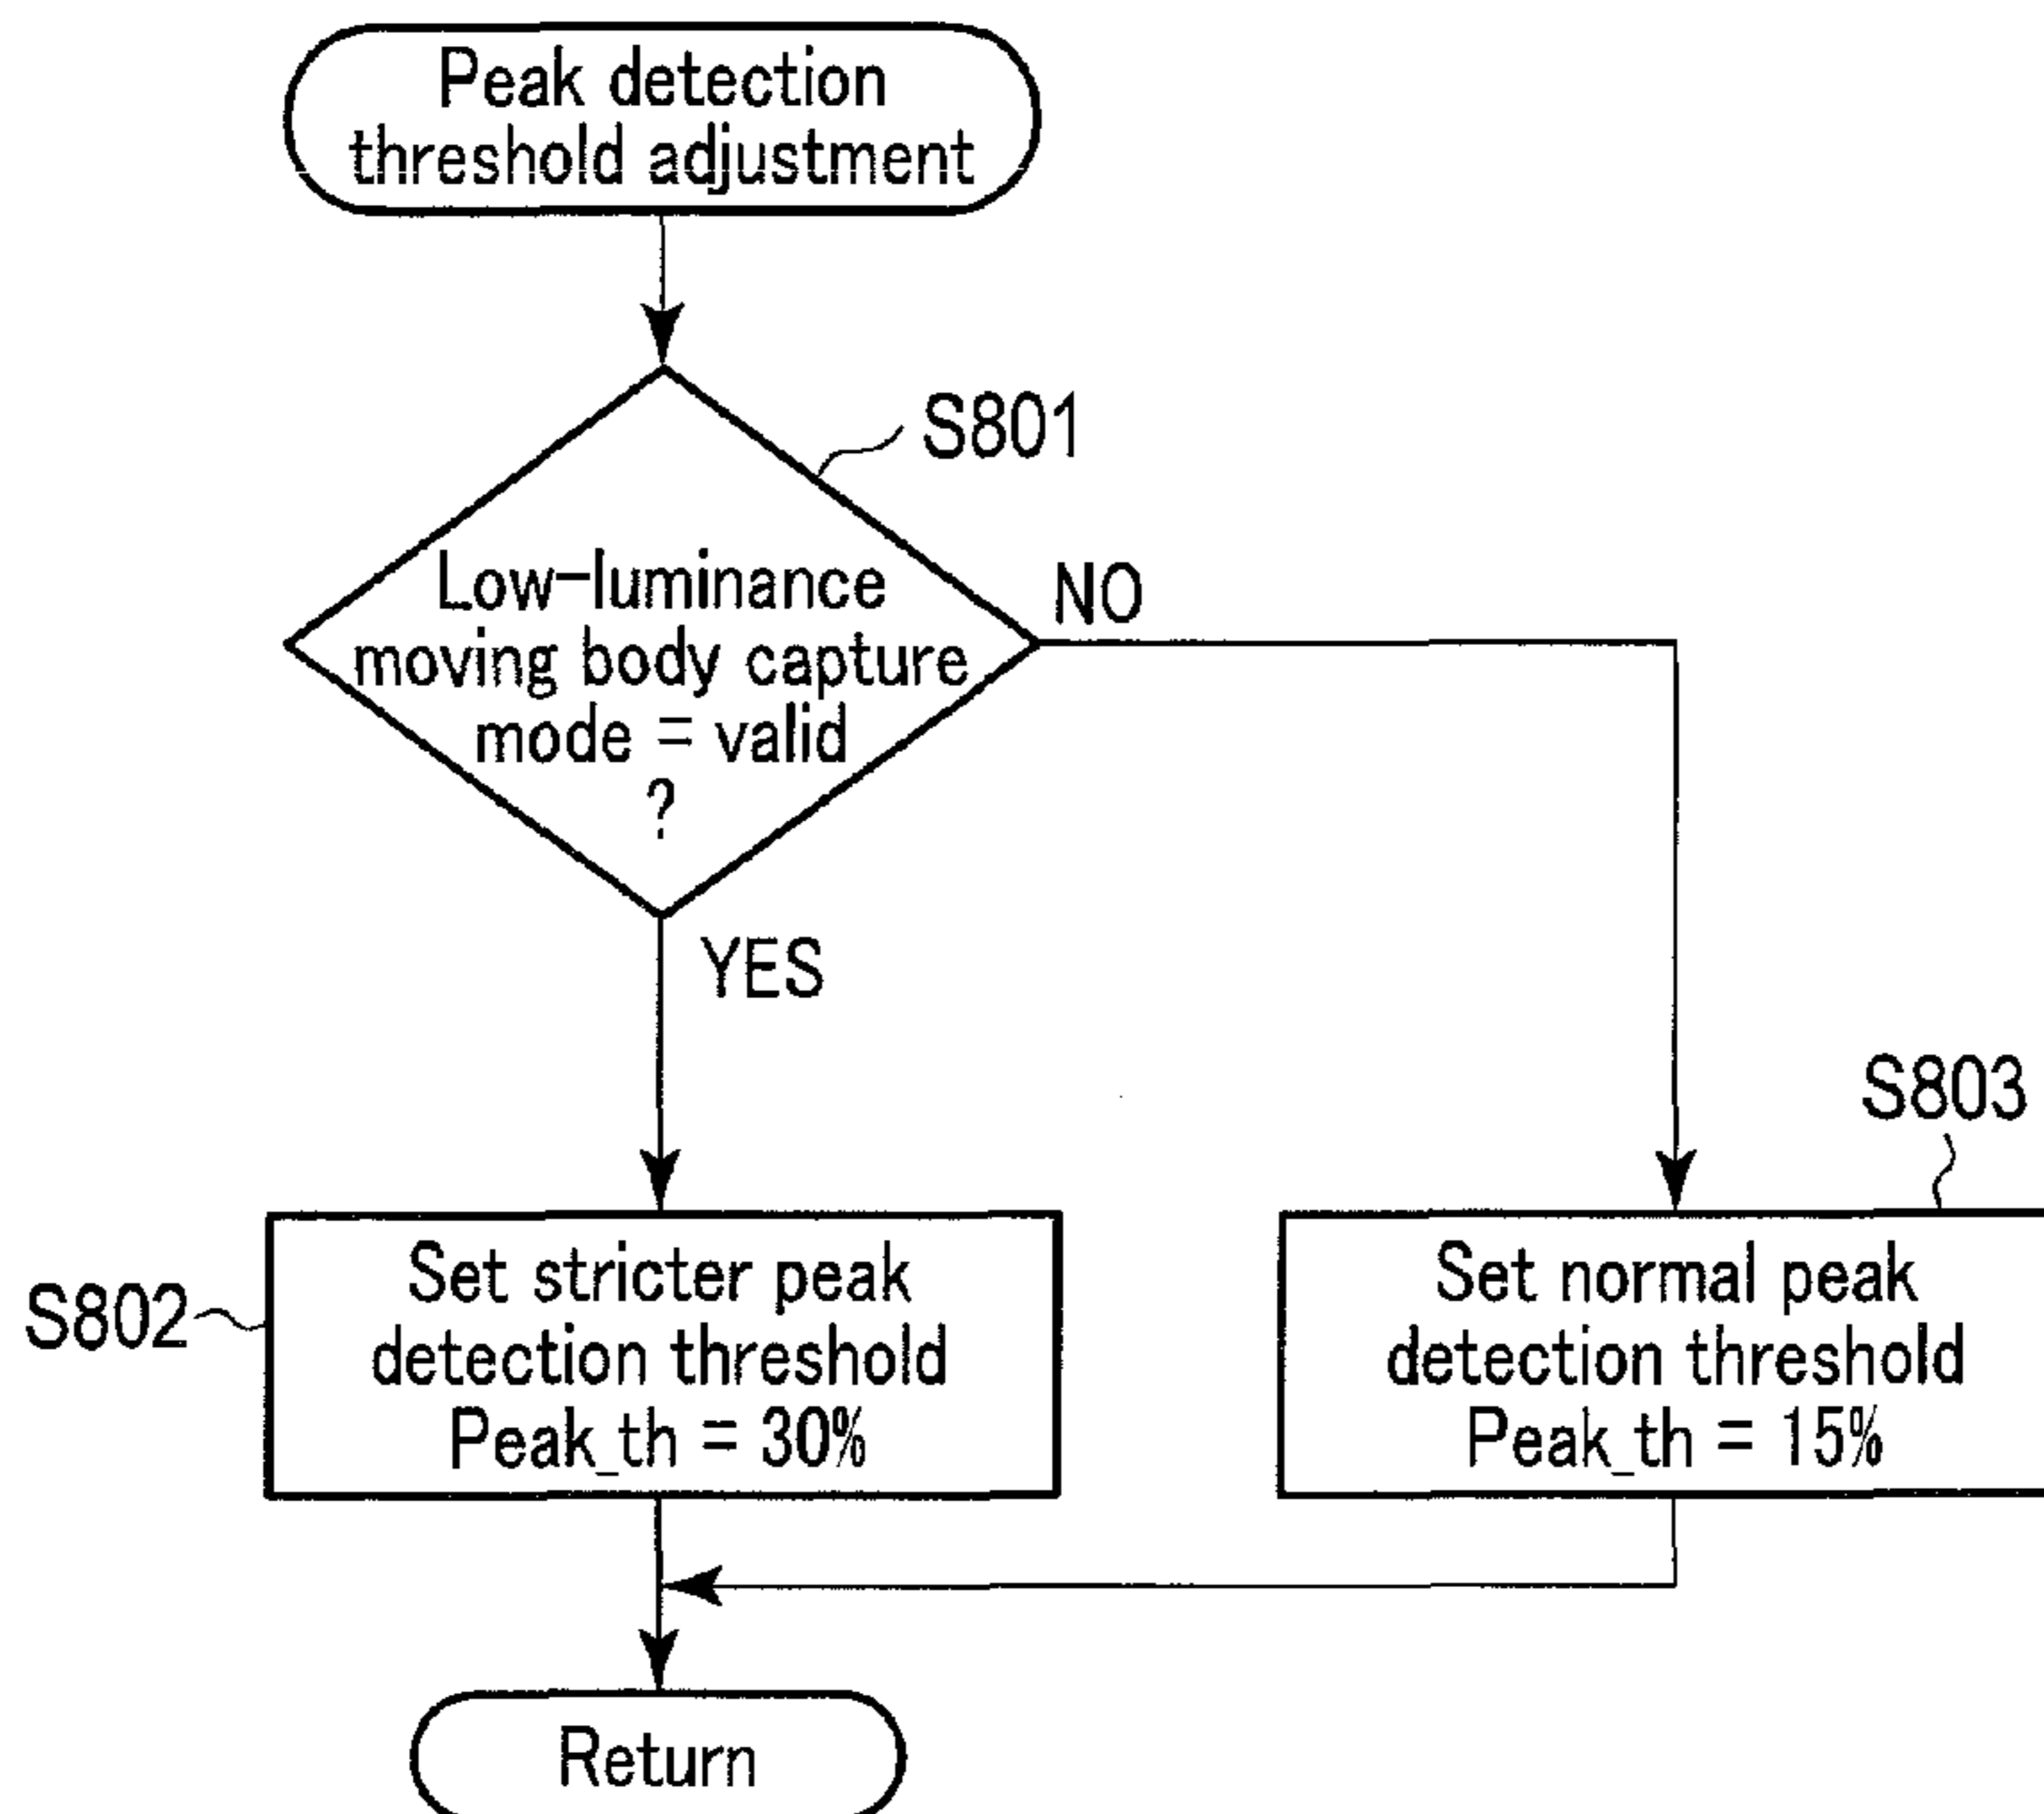 Peak detection
threshold adjustment
S801
Low-luminance
moving body capture
mode = valid
?
NO
YES
S802
Set stricter peak
detection threshold
Peak_th = 30%
S803
Set normal peak
detection threshold
Peak_th = 15%
Return